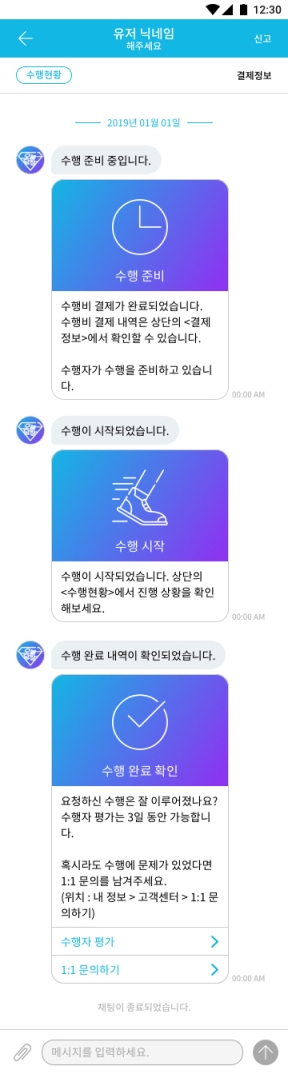 12:30
유저 닉네임
해주세요
신고
수행현황
결제정보
2019년 01월 01일
수행 준비 중입니다.
수행 준비
수행비 결제가 완료되었습니다.
수행비 결제 내역은 상단의 <결제
정보>에서 확인할 수 있습니다.
수행자가 수행을 준비하고 있습니
다.
00:00 AM
수행이 시작되었습니다.
수행 시작
수행이 시작되었습니다. 상단의
<수행현황>에서 진행 상황을 확인
해보세요.
00:00 AM
수행 완료 내역이 확인되었습니다.
수행 완료 확인
요청하신 수행은 잘 이루어졌나요?
수행자 평가는 3일 동안 가능합니
다.
혹시라도 수행에 문제가 있었다면
1:1 문의를 남겨주세요.
(위치 : 내 정보 > 고객센터 > 1:1 문
의하기)
수행자 평가
1:1 문의하기
00:00 AM
채팅이 종료되었습니다.
메시지를 입력하세요.